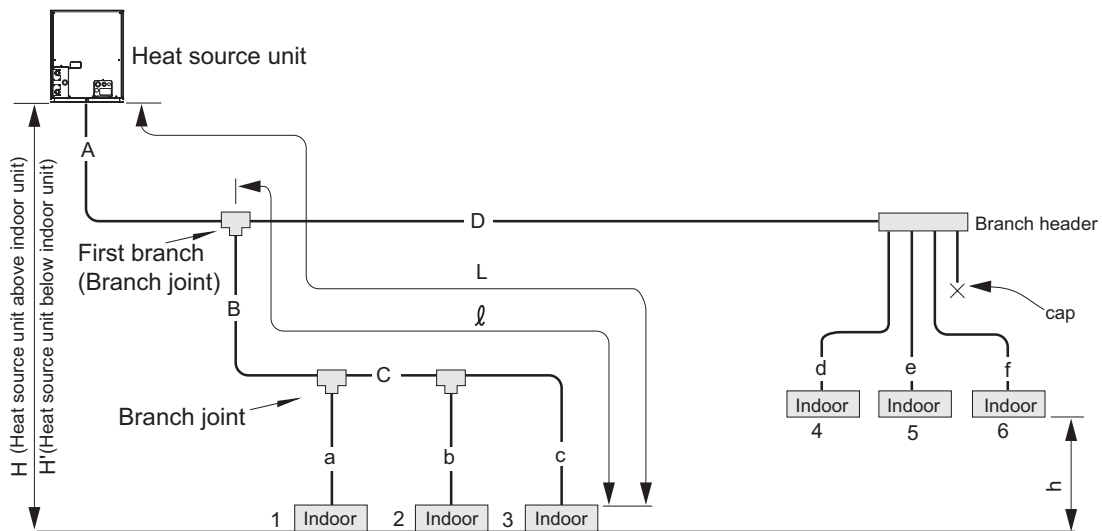 Heat source unit
H (Heat source unit above indoor unit)
H'(Heat source unit below indoor unit)
A
D
Branch header
First branch
(Branch joint)
L
B
ℓ
cap
C
d
e
f
Indoor
Indoor
Indoor
4
5
6
Branch joint
a
b
c
h
1
Indoor
2
Indoor
3
Indoor